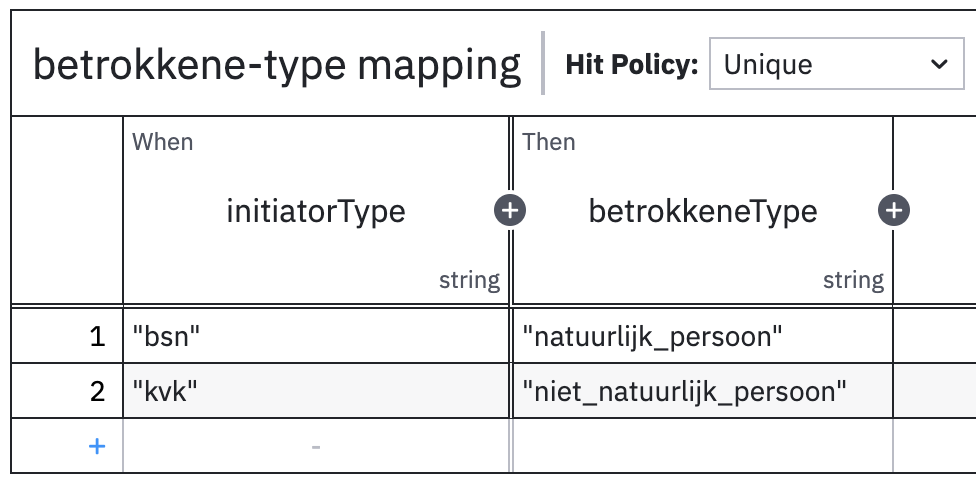 betrokkene-type mapping Hit Policy: Unique
When Then
initiatorType + betrokkeneType +
string string
1 "bsn" "natuurlijk_persoon"
2 "kvk" "niet_natuurlijk_persoon"
+ -